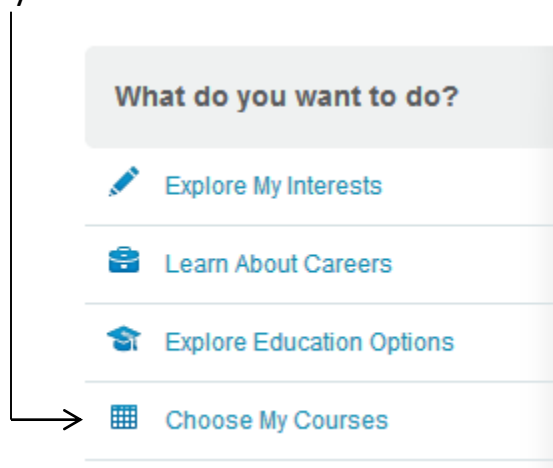 What do you want to do?
Explore My Interests
Learn About Careers
Explore Education Options
Choose My Courses